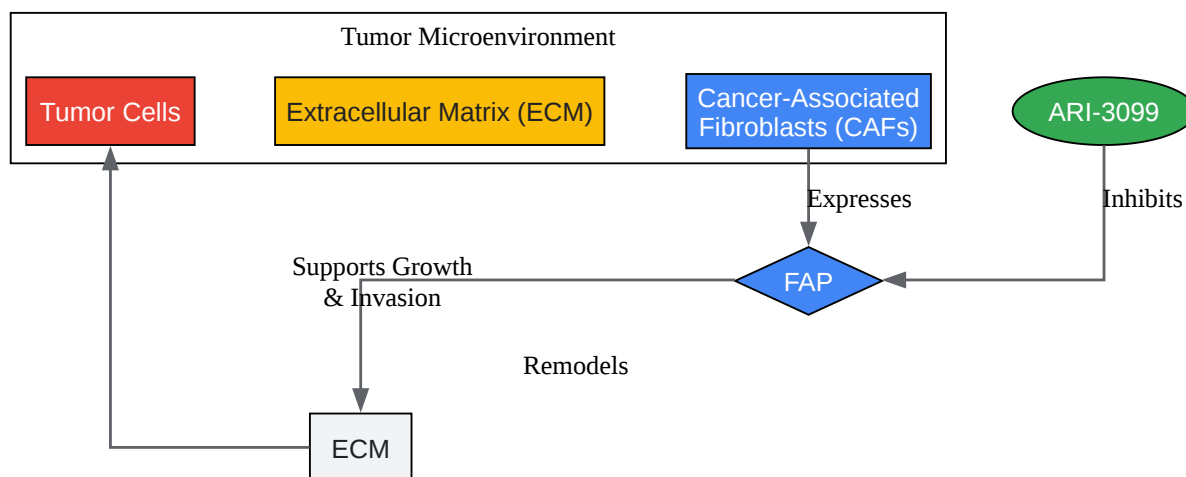 Tumor Microenvironment
Tumor Cells
Extracellular Matrix (ECM)
Cancer-Associated
Fibroblasts (CAFs)
ARI-3099
Expresses
Inhibits
Supports Growth
& Invasion
FAP
Remodels
ECM